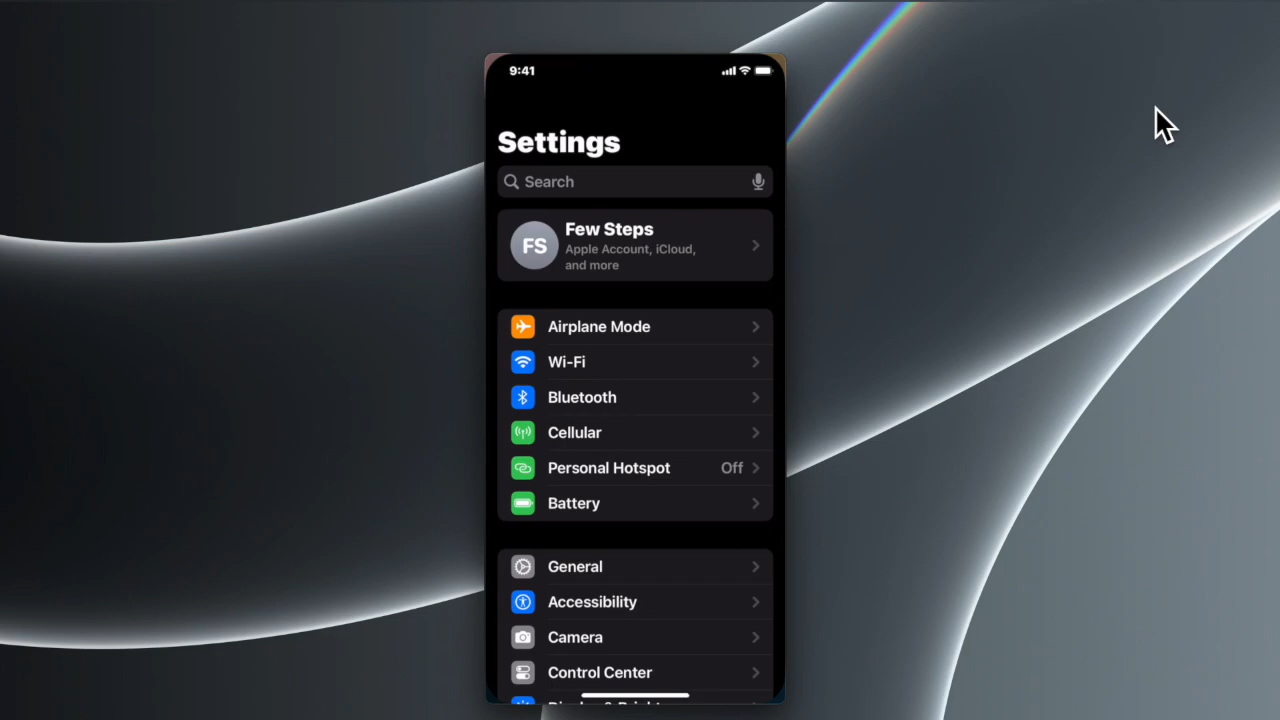 9:41
Settings
Search
FS
Few Steps
Apple Account, iCloud,
and more
Airplane Mode
Wi-Fi
Bluetooth
Cellular
Personal Hotspot Off
Battery
General
Accessibility
Camera
Control Center